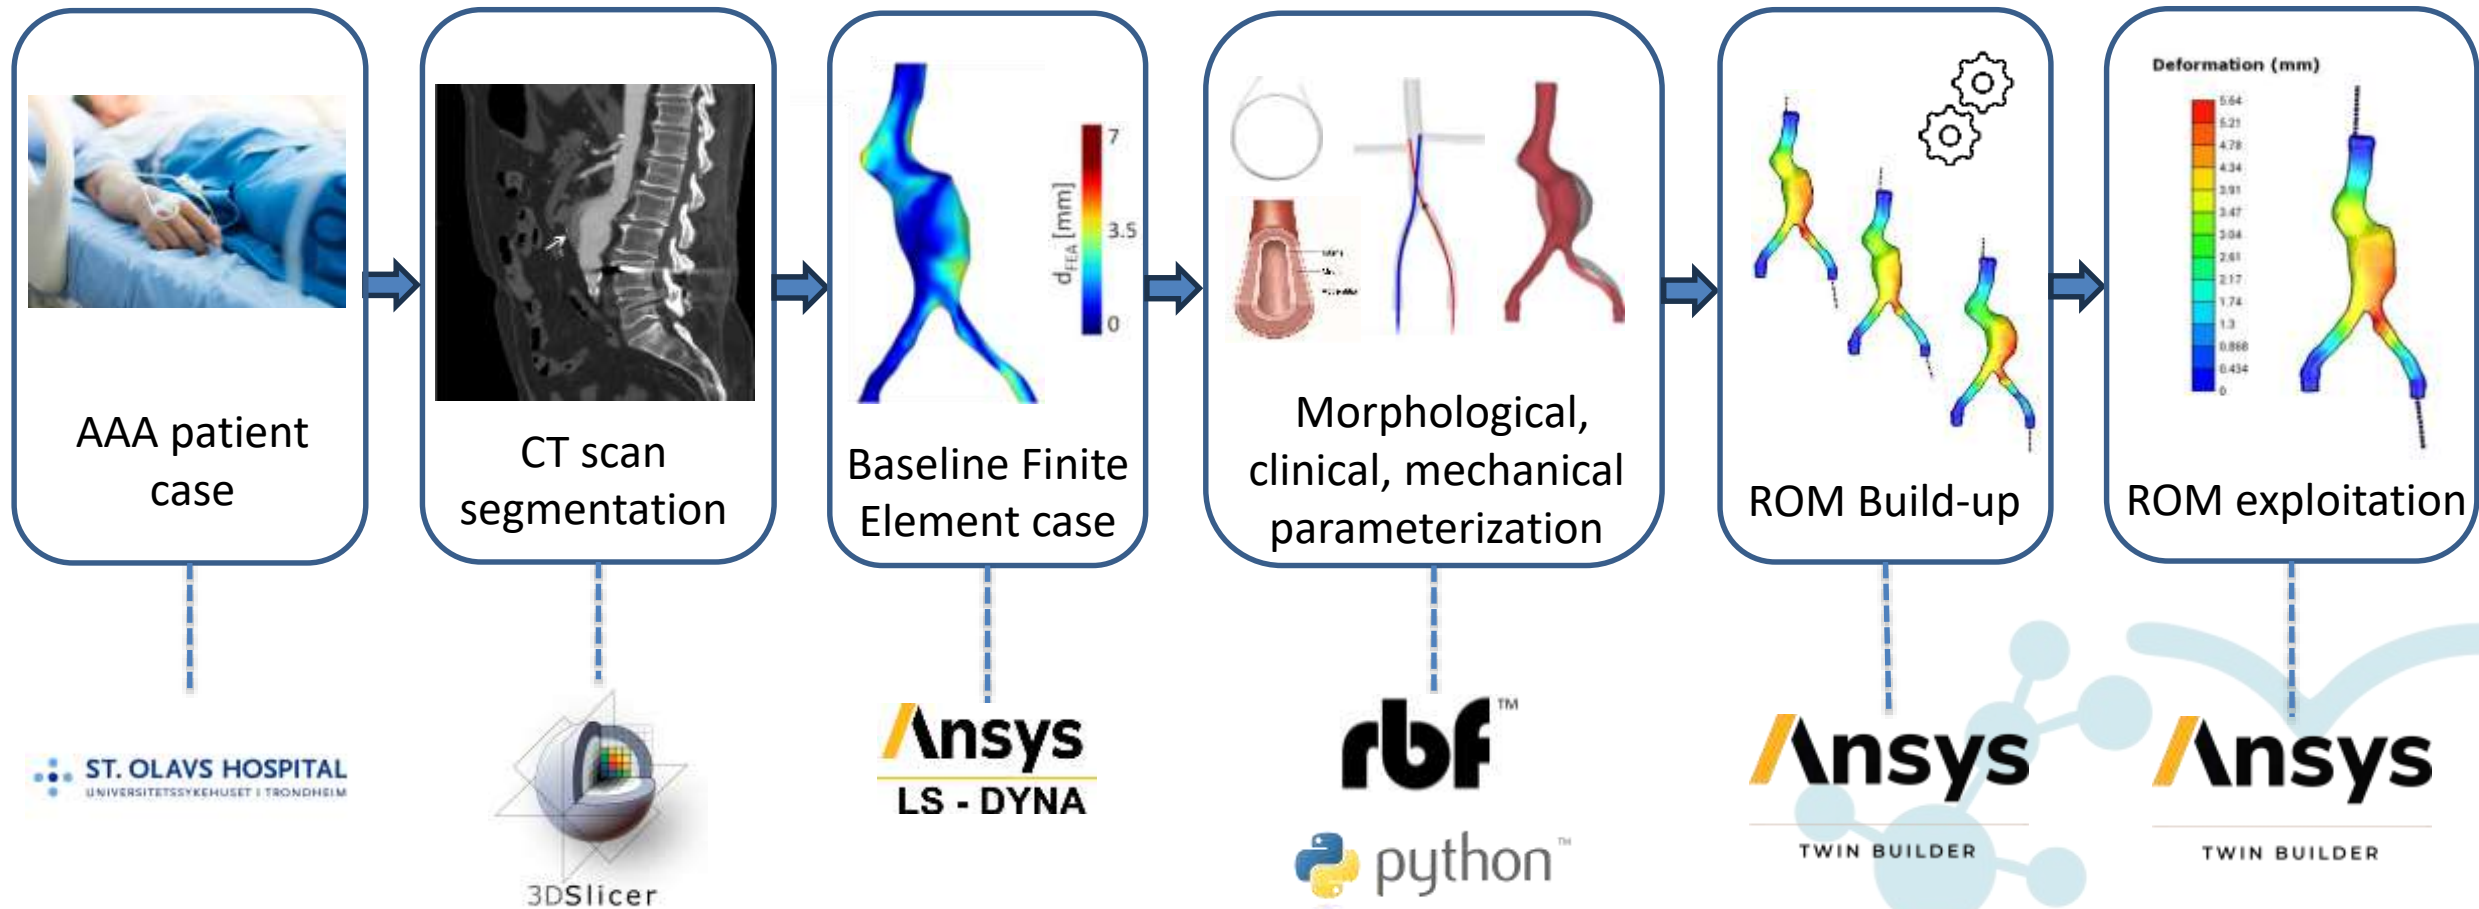 AAA patient
case
CT scan
segmentation
d_FEA [mm]
7
3.5
0
Baseline Finite
Element case
Morphological,
clinical, mechanical
parameterization
ROM Build-up
Deformation (mm)
5.64
5.21
4.78
4.34
3.91
3.47
3.04
2.61
2.17
1.74
1.3
0.868
0.434
0
ROM exploitation
ST. OLAVS HOSPITAL
UNIVERSITETSSYKEHUSET I TRONDHEIM
3DSlicer
Ansys
LS - DYNA
rbf™
python™
Ansys
TWIN BUILDER
Ansys
TWIN BUILDER